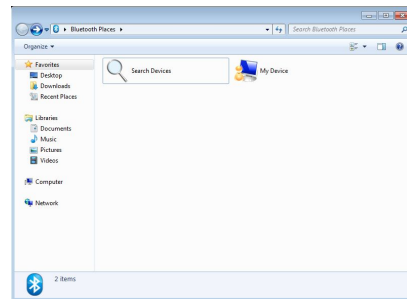 Bluetooth Places
Search Bluetooth Places
Organize
Favorites
Desktop
Downloads
Recent Places
Libraries
Documents
Music
Pictures
Videos
Computer
Network
Search Devices
My Device
2 items